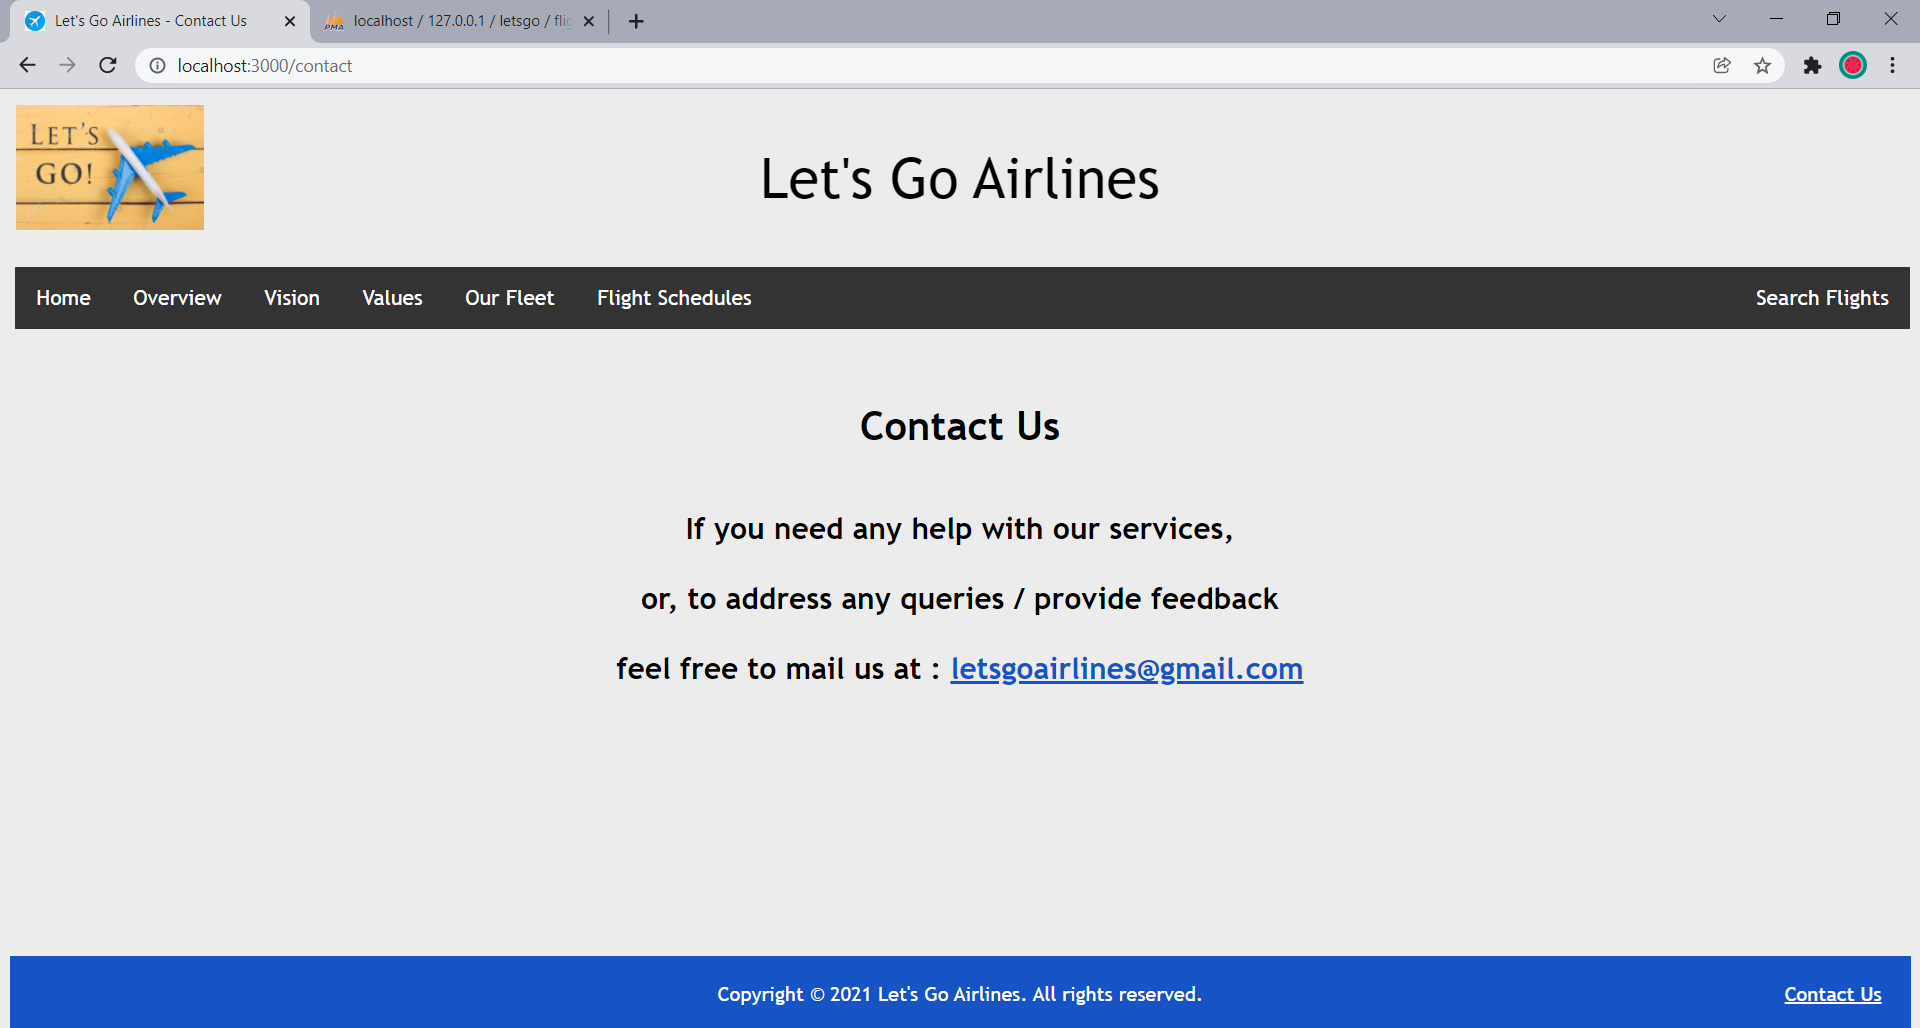 Let's Go Airlines - Contact Us
localhost / 127.0.0.1 / letsgo / flig
PMA
localhost:3000/contact
LET'S
GO!
Let's Go Airlines
Home Overview Vision Values Our Fleet Flight Schedules Search Flights
Contact Us
If you need any help with our services,
or, to address any queries / provide feedback
feel free to mail us at : letsgoairlines@gmail.com
Copyright © 2021 Let's Go Airlines. All rights reserved.
Contact Us